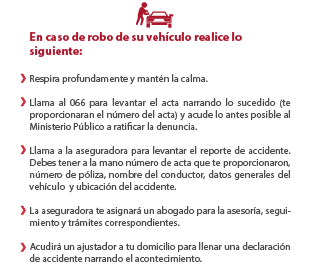 En caso de robo de su vehículo realice lo
siguiente:
Respira profundamente y mantén la calma.
Llama al 066 para levantar el acta narrando lo sucedido (te
proporcionaran el número del acta) y acude lo antes posible al
Ministerio Público a ratificar la denuncia.
Llama a la aseguradora para levantar el reporte de accidente.
Debes tener a la mano número de acta que te proporcionaron,
número de póliza, nombre del conductor, datos generales del
vehículo y ubicación del accidente.
La aseguradora te asignará un abogado para la asesoría, segui-
miento y trámites correspondientes.
Acudirá un ajustador a tu domicilio para llenar una declaración
de accidente narrando el acontecimiento.